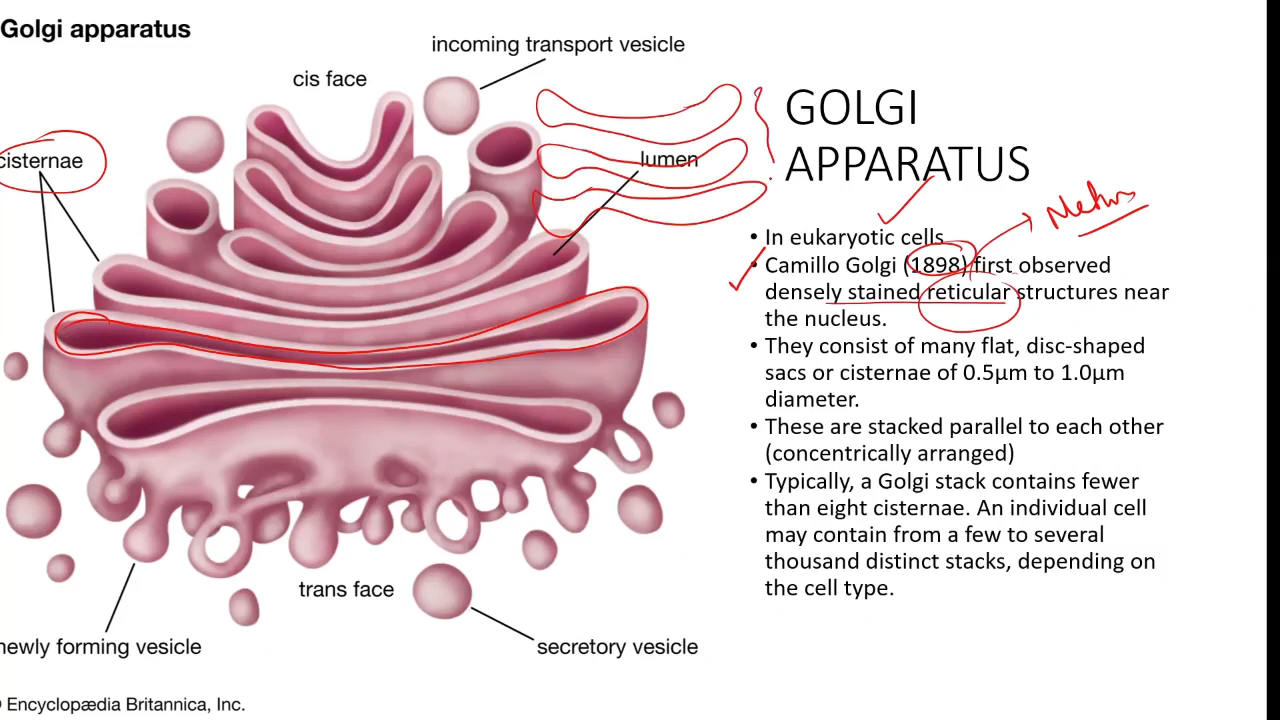 Golgi apparatus
incoming transport vesicle
cis face
cisternae
lumen
trans face
newly forming vesicle
secretory vesicle
Encyclopædia Britannica, Inc.
GOLGI
APPARATUS
• In eukaryotic cells
• Camillo Golgi (1898) first observed
densely stained reticular structures near
the nucleus.
• They consist of many flat, disc-shaped
sacs or cisternae of 0.5μm to 1.0μm
diameter.
• These are stacked parallel to each other
(concentrically arranged)
• Typically, a Golgi stack contains fewer
than eight cisternae. An individual cell
may contain from a few to several
thousand distinct stacks, depending on
the cell type.